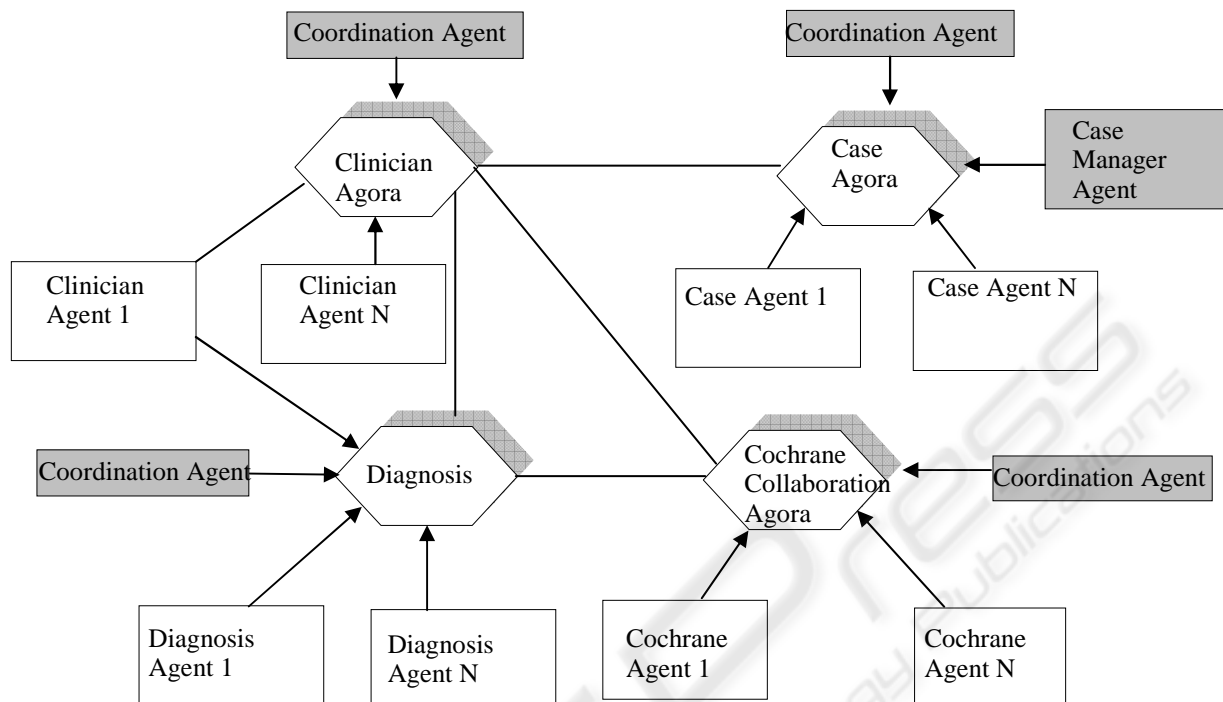 Coordination Agent
Coordination Agent
Clinician
Agora
Case
Agora
Case
Manager
Agent
Clinician
Agent 1
Clinician
Agent N
Case Agent 1
Case Agent N
Coordination Agent
Diagnosis
Cochrane
Collaboration
Agora
Coordination Agent
Diagnosis
Agent 1
Diagnosis
Agent N
Cochrane
Agent 1
Cochrane
Agent N
Press
Publications